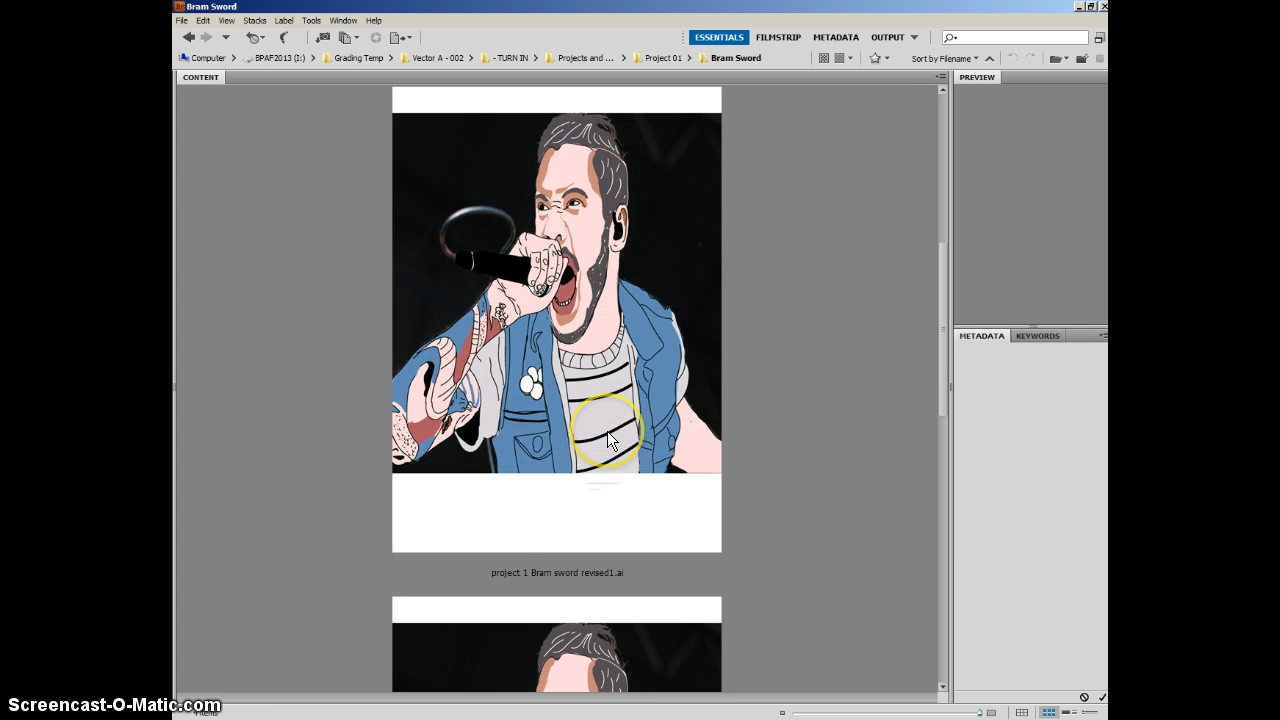 Br Bram Sword
File Edit View Stacks Label Tools Window Help
ESSENTIALS FILMSTRIP METADATA OUTPUT
Computer > BPAF2013 (I:) > Grading Temp > Vector A - 002 > - TURN IN > Projects and ... > Project 01 > Bram Sword Sort by Filename
CONTENT PREVIEW
METADATA KEYWORDS
project 1 Bram sword revised1.ai
Screencast-O-Matic.com